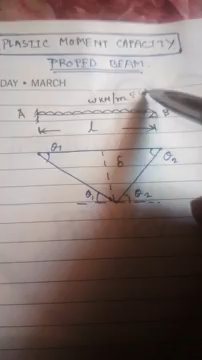 PLASTIC MOMENT CAPACITY
PROPED BEAM.
DAY • MARCH
w kN/m
A B
l
θ1 δ θ2
θ1 θ2